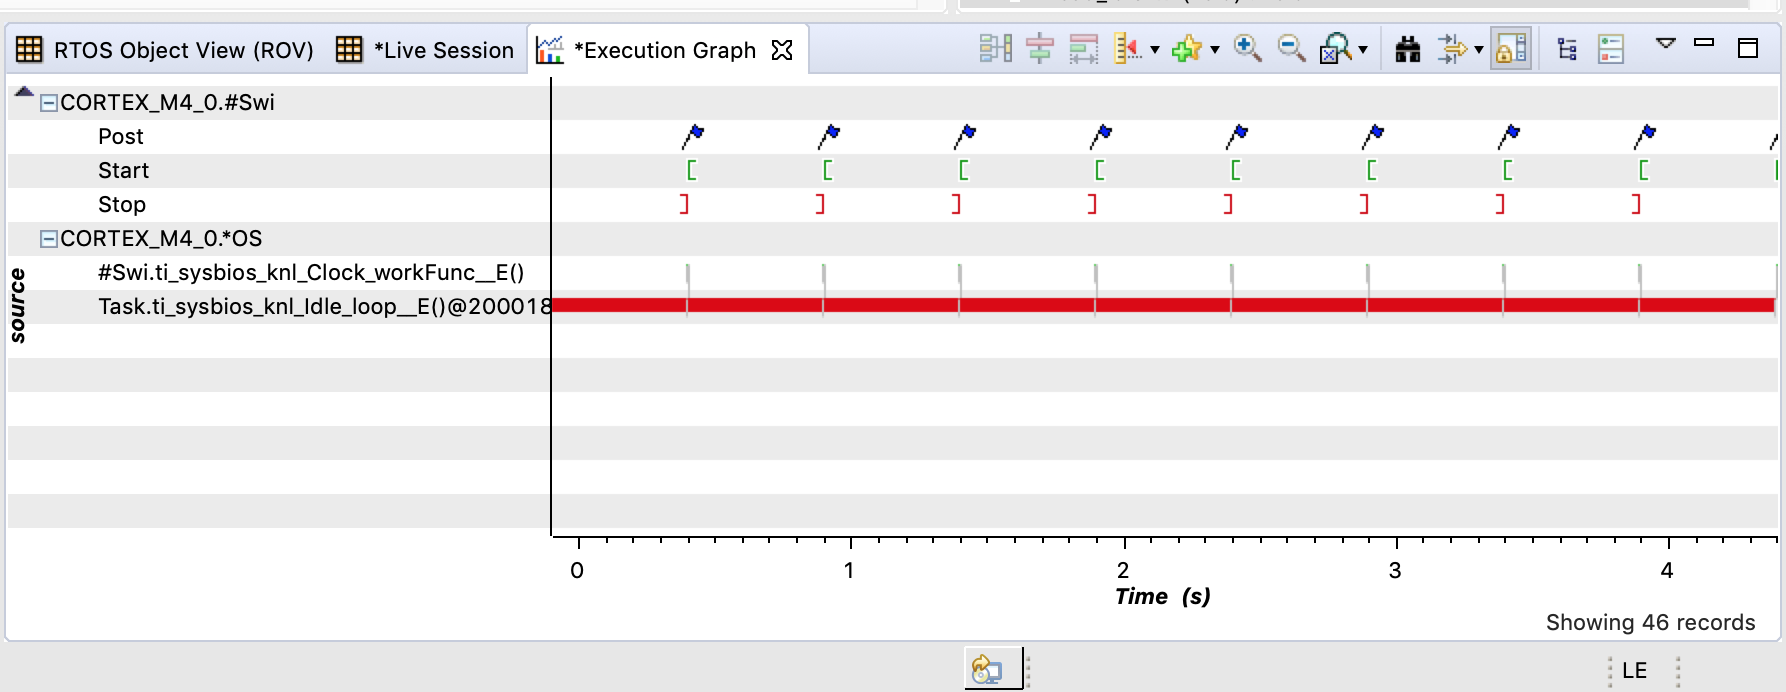 RTOS Object View (ROV) *Live Session *Execution Graph
CORTEX_M4_0.#Swi
Post
Start
Stop
CORTEX_M4_0.*OS
#Swi.ti_sysbios_knl_Clock_workFunc__E()
Task.ti_sysbios_knl_Idle_loop__E()@200018
source
0 1 2 3 4
Time (s)
Showing 46 records
LE